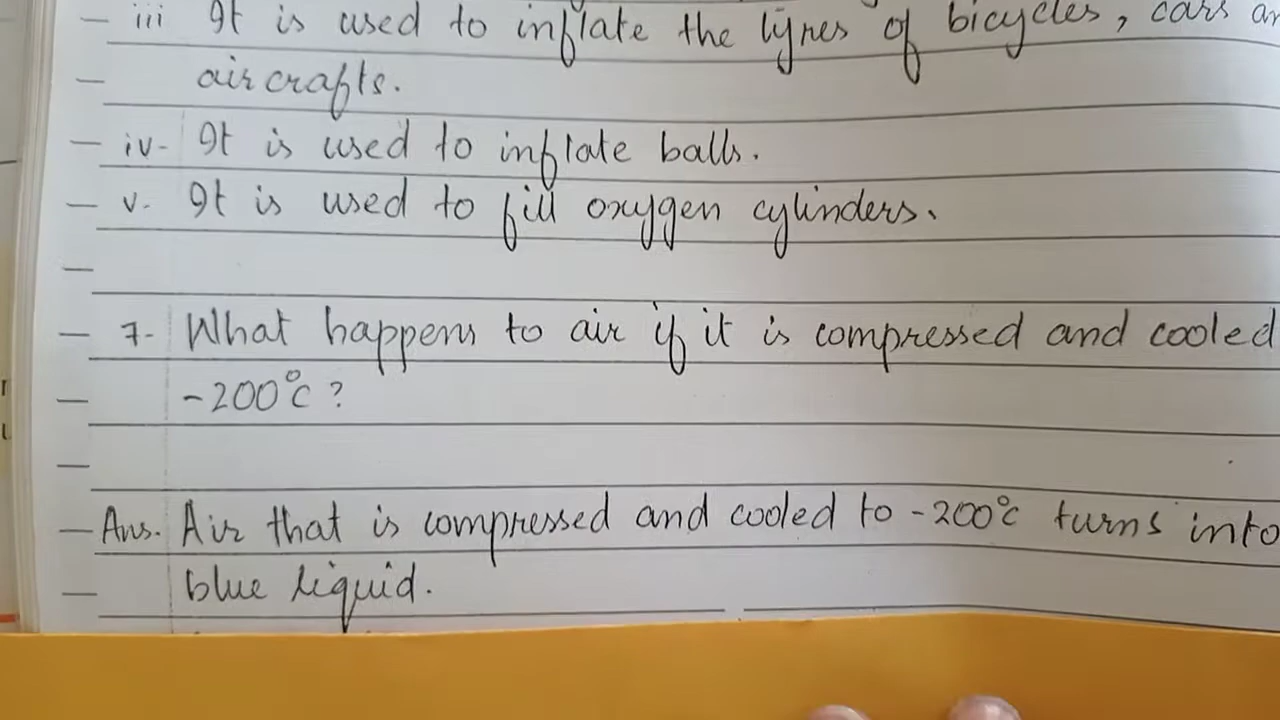 iii It is used to inflate the tyres of bicycles, cars
aircrafts.
iv- It is used to inflate balls.
v. It is used to fill oxygen cylinders.
7- What happens to air if it is compressed and cooled
-200°c?
Ans. Air that is compressed and cooled to -200°c turns into
blue liquid.